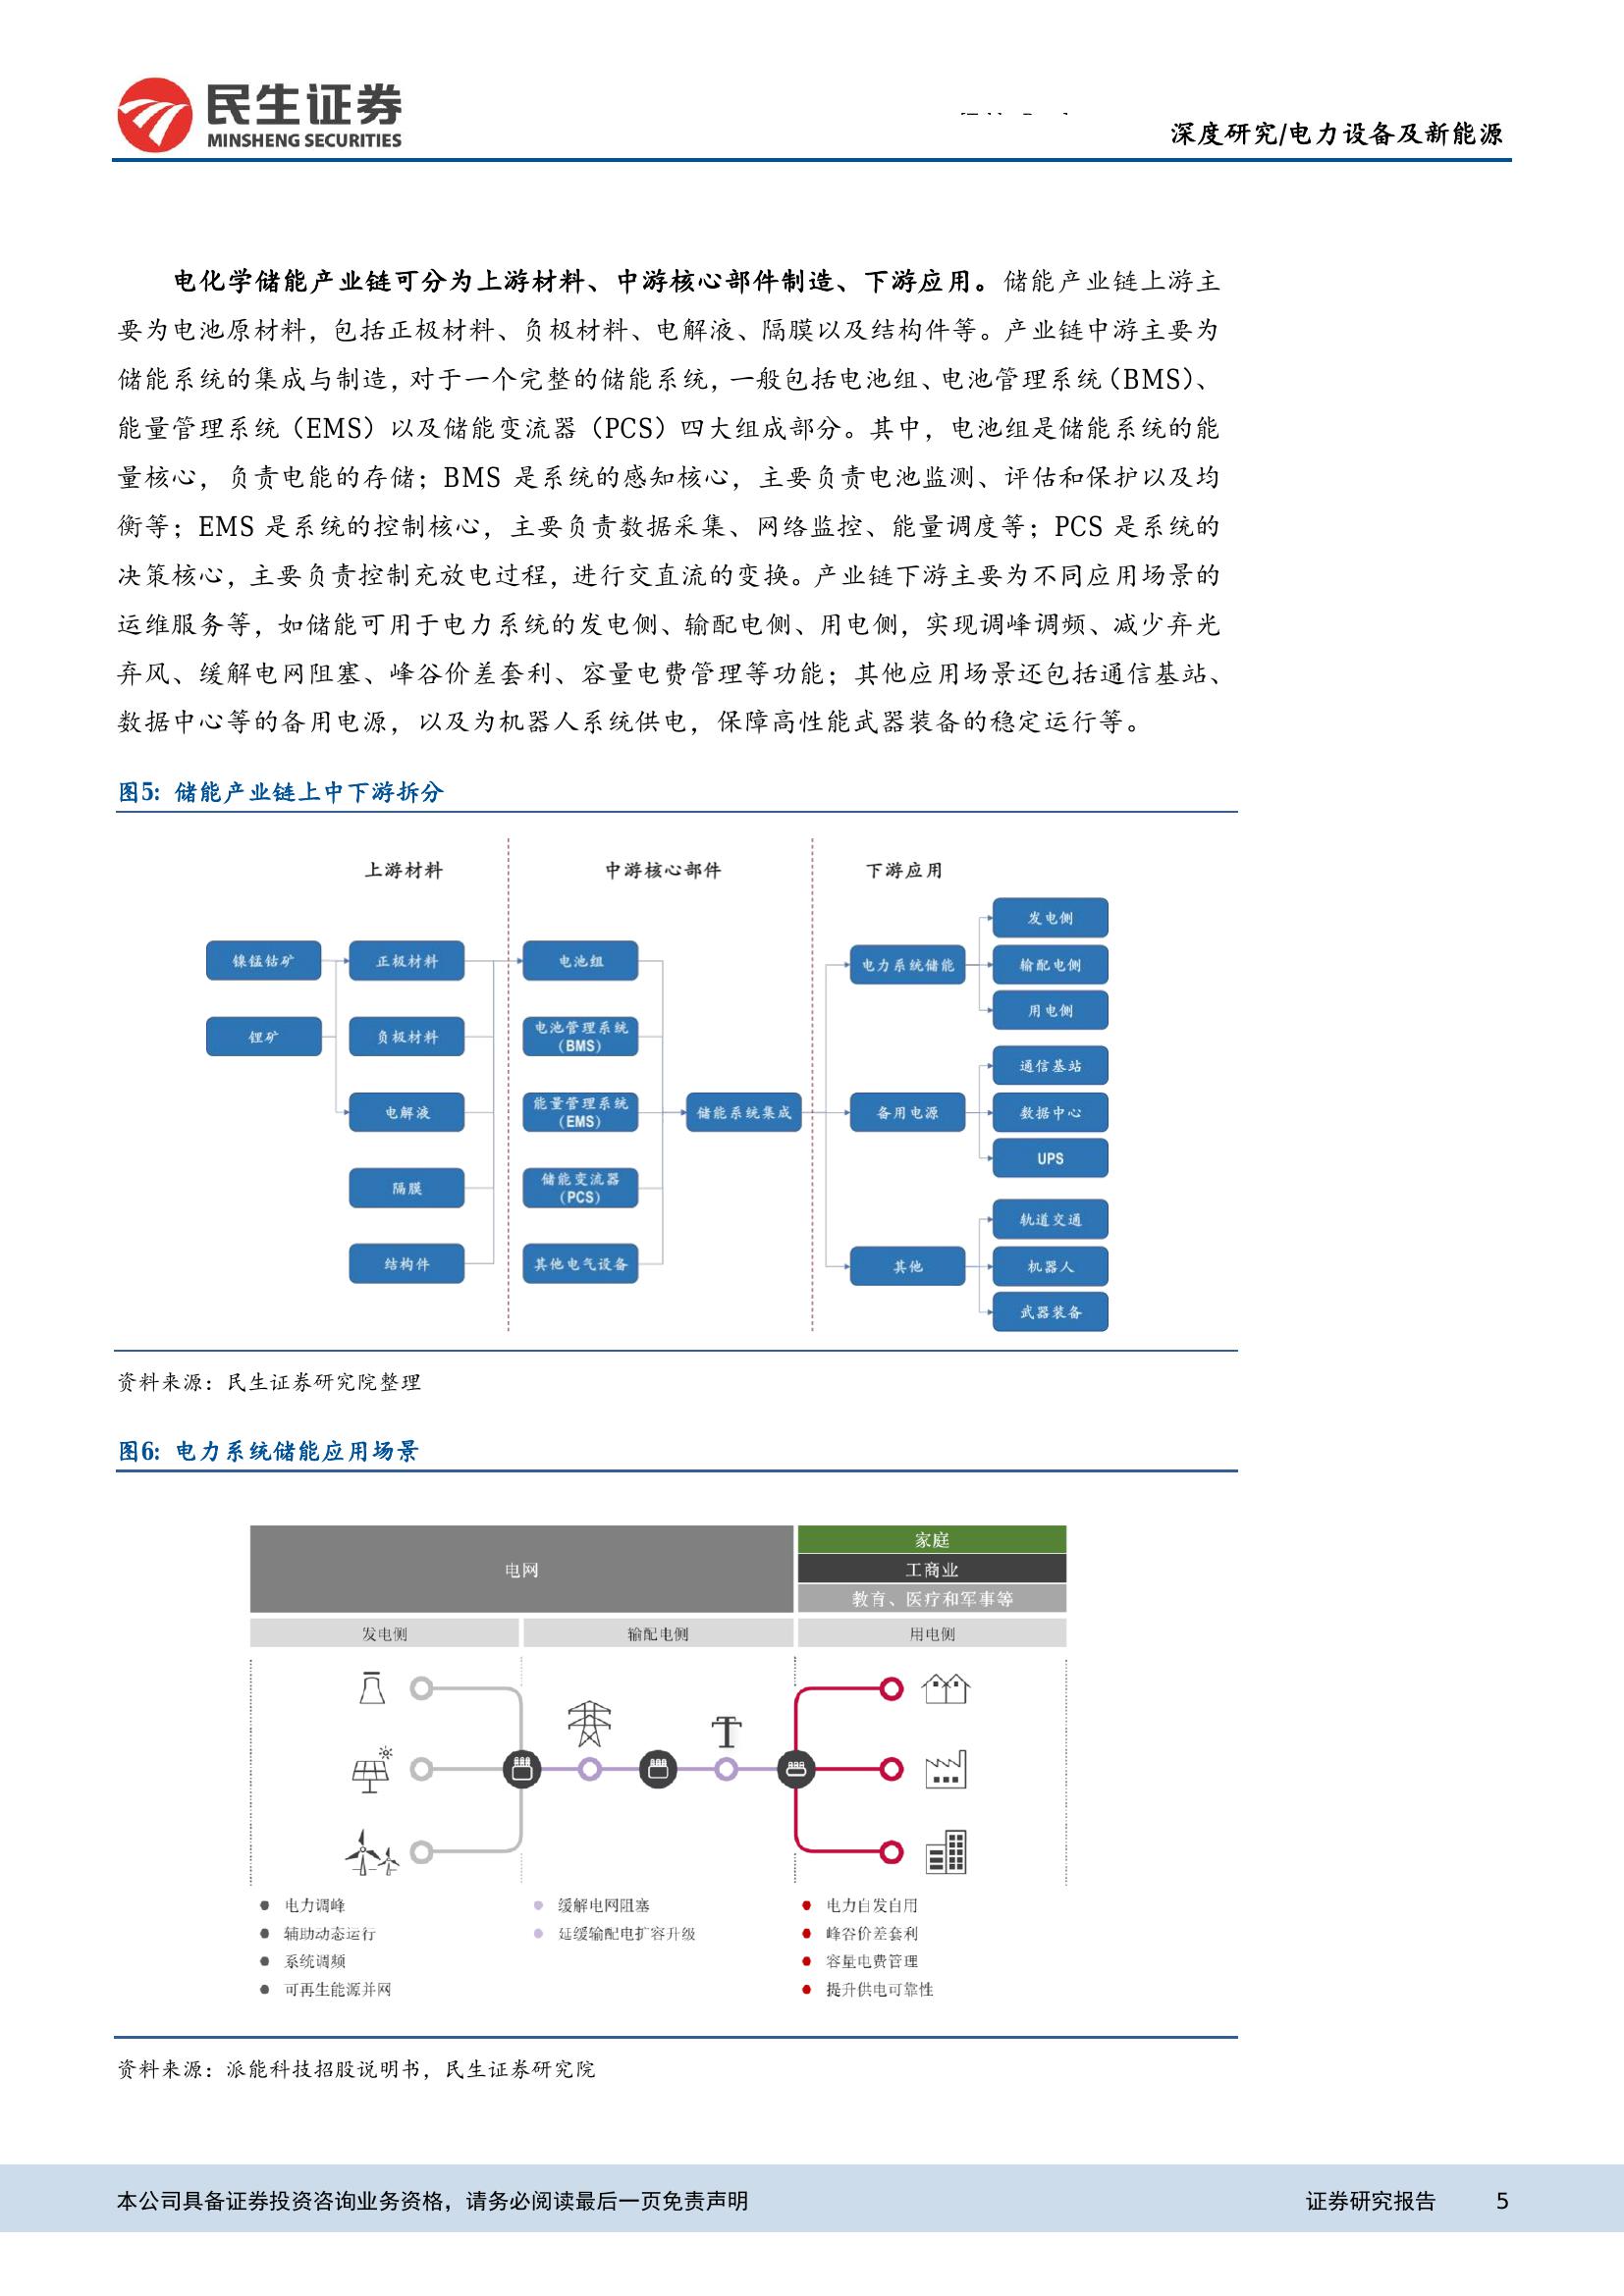 民生证券
MINSHENG SECURITIES
深度研究/电力设备及新能源
电化学储能产业链可分为上游材料、中游核心部件制造、下游应用。储能产业链上游主
要为电池原材料，包括正极材料、负极材料、电解液、隔膜以及结构件等。产业链中游主要为
储能系统的集成与制造，对于一个完整的储能系统，一般包括电池组、电池管理系统（BMS）、
能量管理系统（EMS）以及储能变流器（PCS）四大组成部分。其中，电池组是储能系统的能
量核心，负责电能的存储；BMS 是系统的感知核心，主要负责电池监测、评估和保护以及均
衡等；EMS 是系统的控制核心，主要负责数据采集、网络监控、能量调度等；PCS 是系统的
决策核心，主要负责控制充放电过程，进行交直流的变换。产业链下游主要为不同应用场景的
运维服务等，如储能可用于电力系统的发电侧、输配电侧、用电侧，实现调峰调频、减少弃光
弃风、缓解电网阻塞、峰谷价差套利、容量电费管理等功能；其他应用场景还包括通信基站、
数据中心等的备用电源，以及为机器人系统供电，保障高性能武器装备的稳定运行等。
图5: 储能产业链上中下游拆分
上游材料
中游核心部件
下游应用
镍锰钴矿
锂矿
正极材料
负极材料
电解液
隔膜
结构件
电池组
电池管理系统
（BMS）
能量管理系统
（EMS）
储能变流器
（PCS）
其他电气设备
储能系统集成
电力系统储能
发电侧
输配电侧
用电侧
备用电源
通信基站
数据中心
UPS
其他
轨道交通
机器人
武器装备
资料来源：民生证券研究院整理
图6: 电力系统储能应用场景
电网
家庭
工商业
教育、医疗和军事等
发电侧
输配电侧
用电侧
电力调峰
辅助动态运行
系统调频
可再生能源并网
缓解电网阻塞
延缓输配电扩容升级
电力自发自用
峰谷价差套利
容量电费管理
提升供电可靠性
资料来源：派能科技招股说明书，民生证券研究院
本公司具备证券投资咨询业务资格，请务必阅读最后一页免责声明
证券研究报告
5